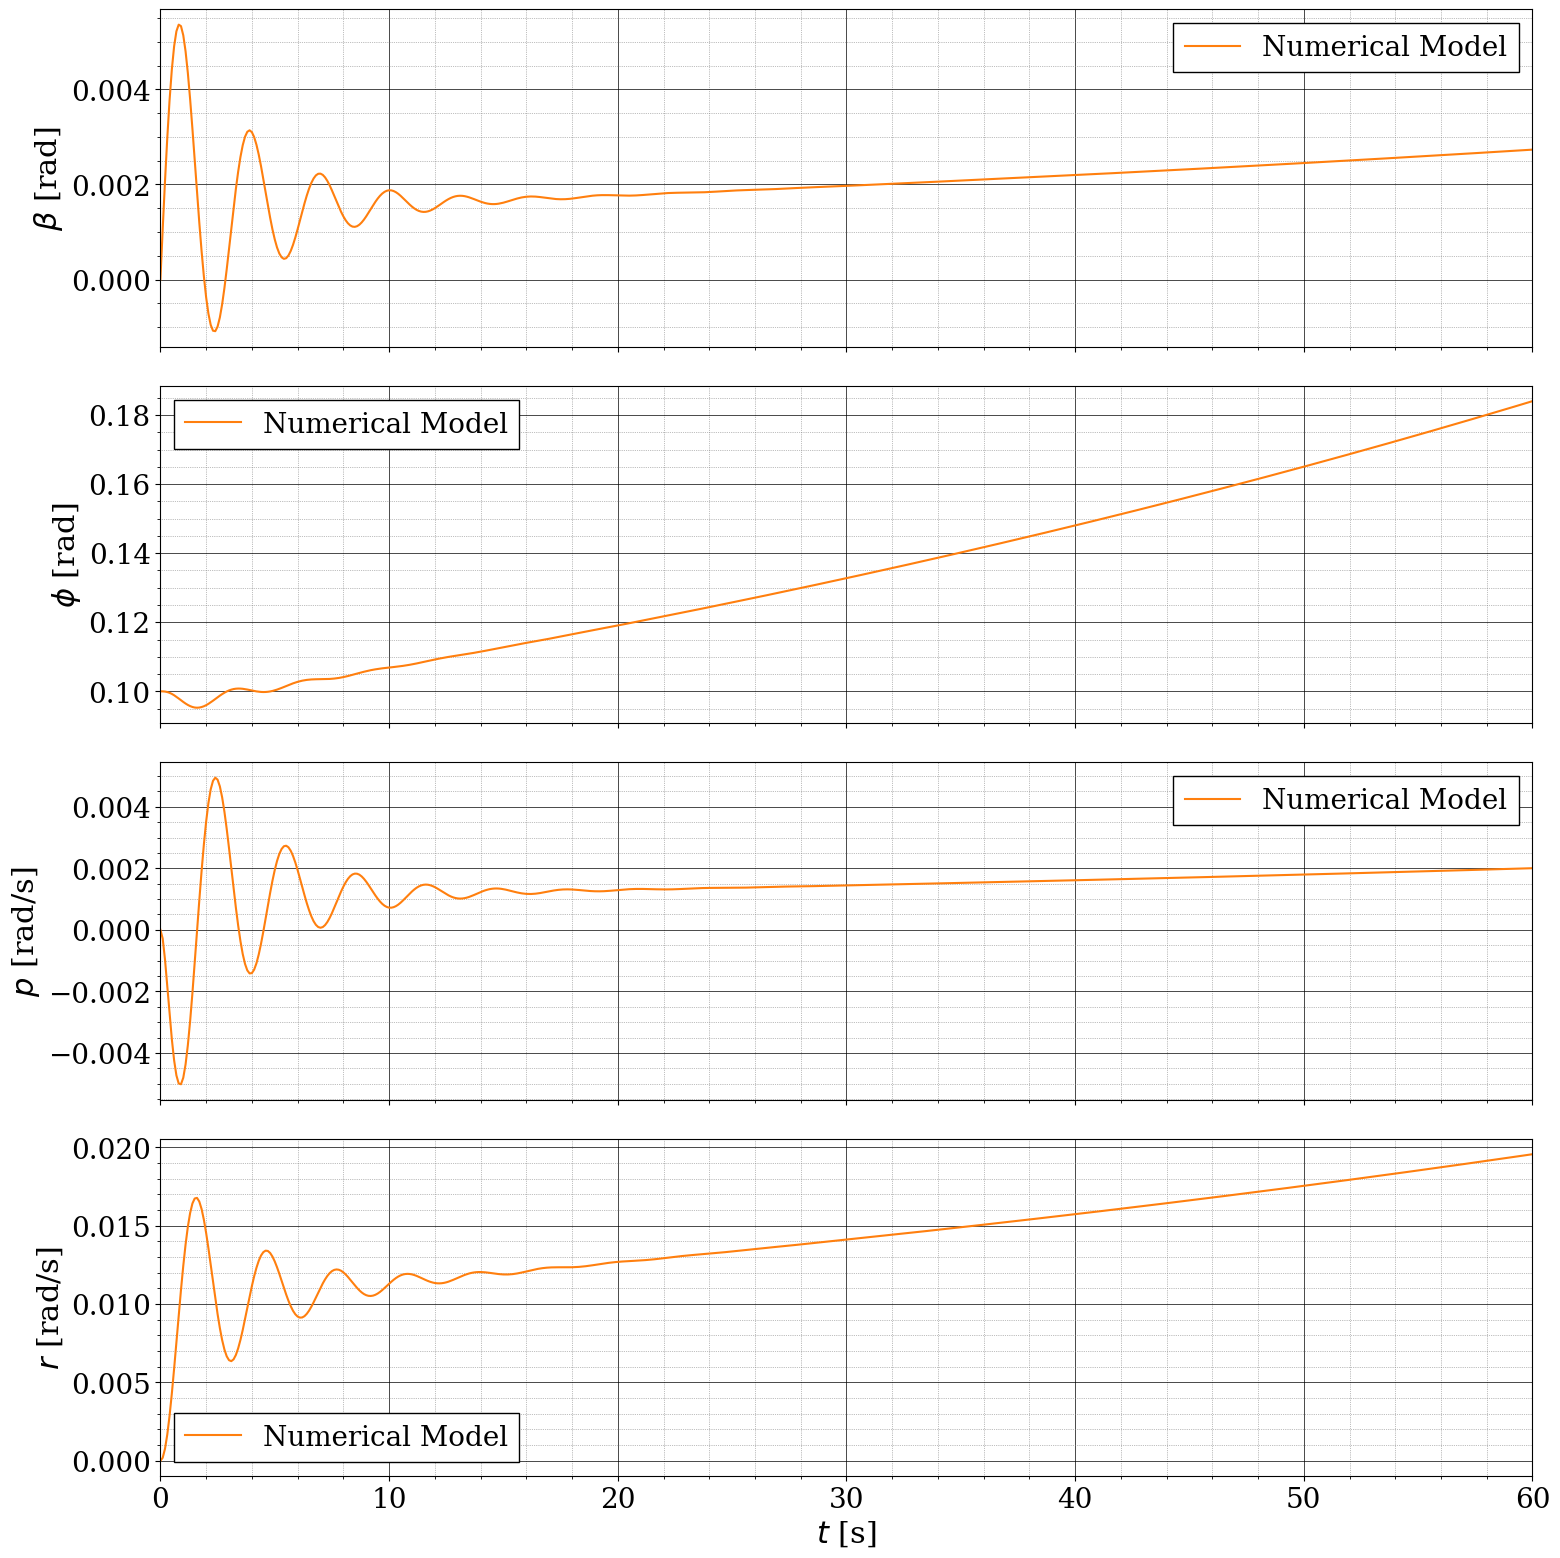 β [rad]
0.004
0.002
0.000
Numerical Model
ϕ [rad]
0.18
0.16
0.14
0.12
0.10
Numerical Model
p [rad/s]
0.004
0.002
0.000
−0.002
−0.004
Numerical Model
r [rad/s]
0.020
0.015
0.010
0.005
0.000
Numerical Model
0 10 20 30 40 50 60
t [s]